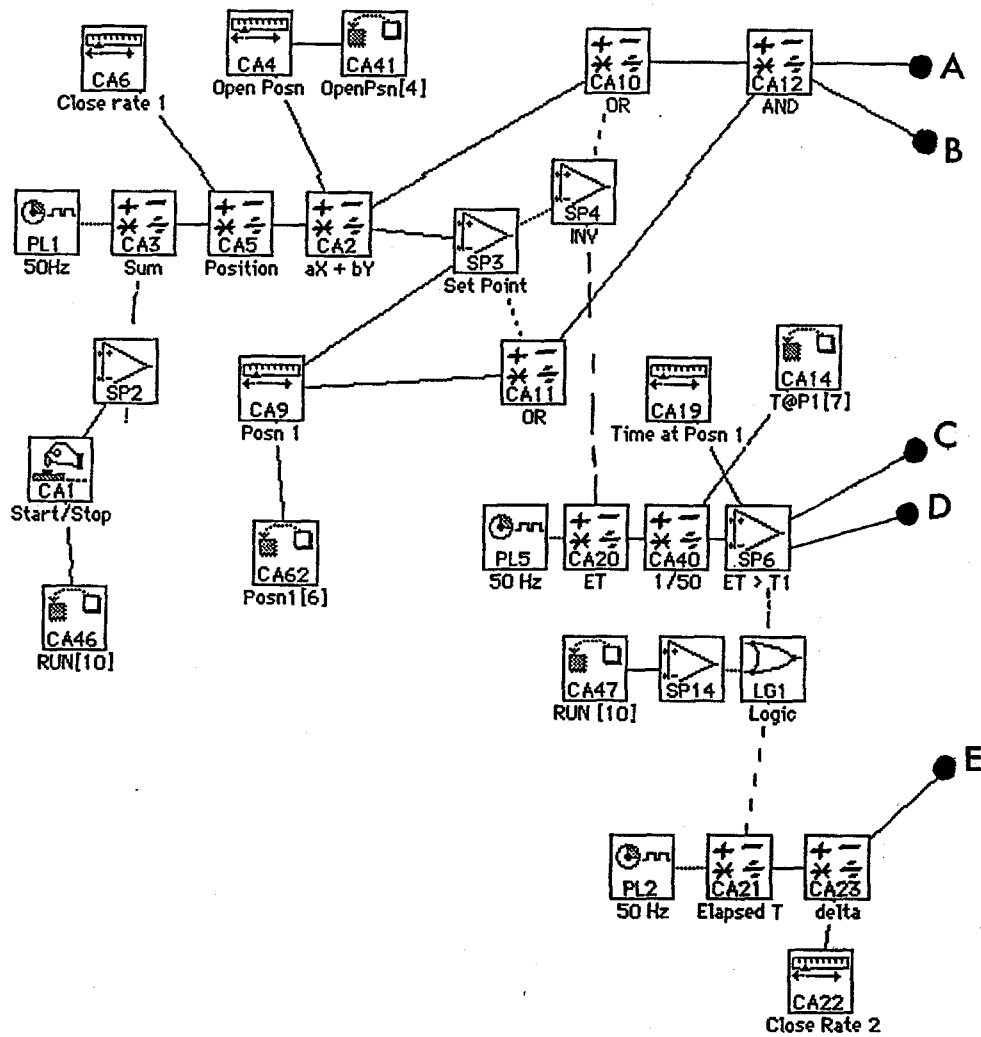 CA6
Close rate 1
CA4
Open Posn
CA41
OpenPsn[4]
CA10
OR
CA12
AND
A
B
PL1
50Hz
CA3
Sum
CA5
Position
CA2
aX + bY
SP3
Set Point
SP4
INV
SP2
CA9
Posn 1
CA11
OR
CA14
T@P1[7]
CA19
Time at Posn 1
C
D
CA1
Start/Stop
CA62
Posn1[6]
PL5
50 Hz
CA20
ET
CA40
1/50
SP6
ET > T1
CA46
RUN[10]
CA47
RUN [10]
SP14
LG1
Logic
E
PL2
50 Hz
CA21
Elapsed T
CA23
delta
CA22
Close Rate 2